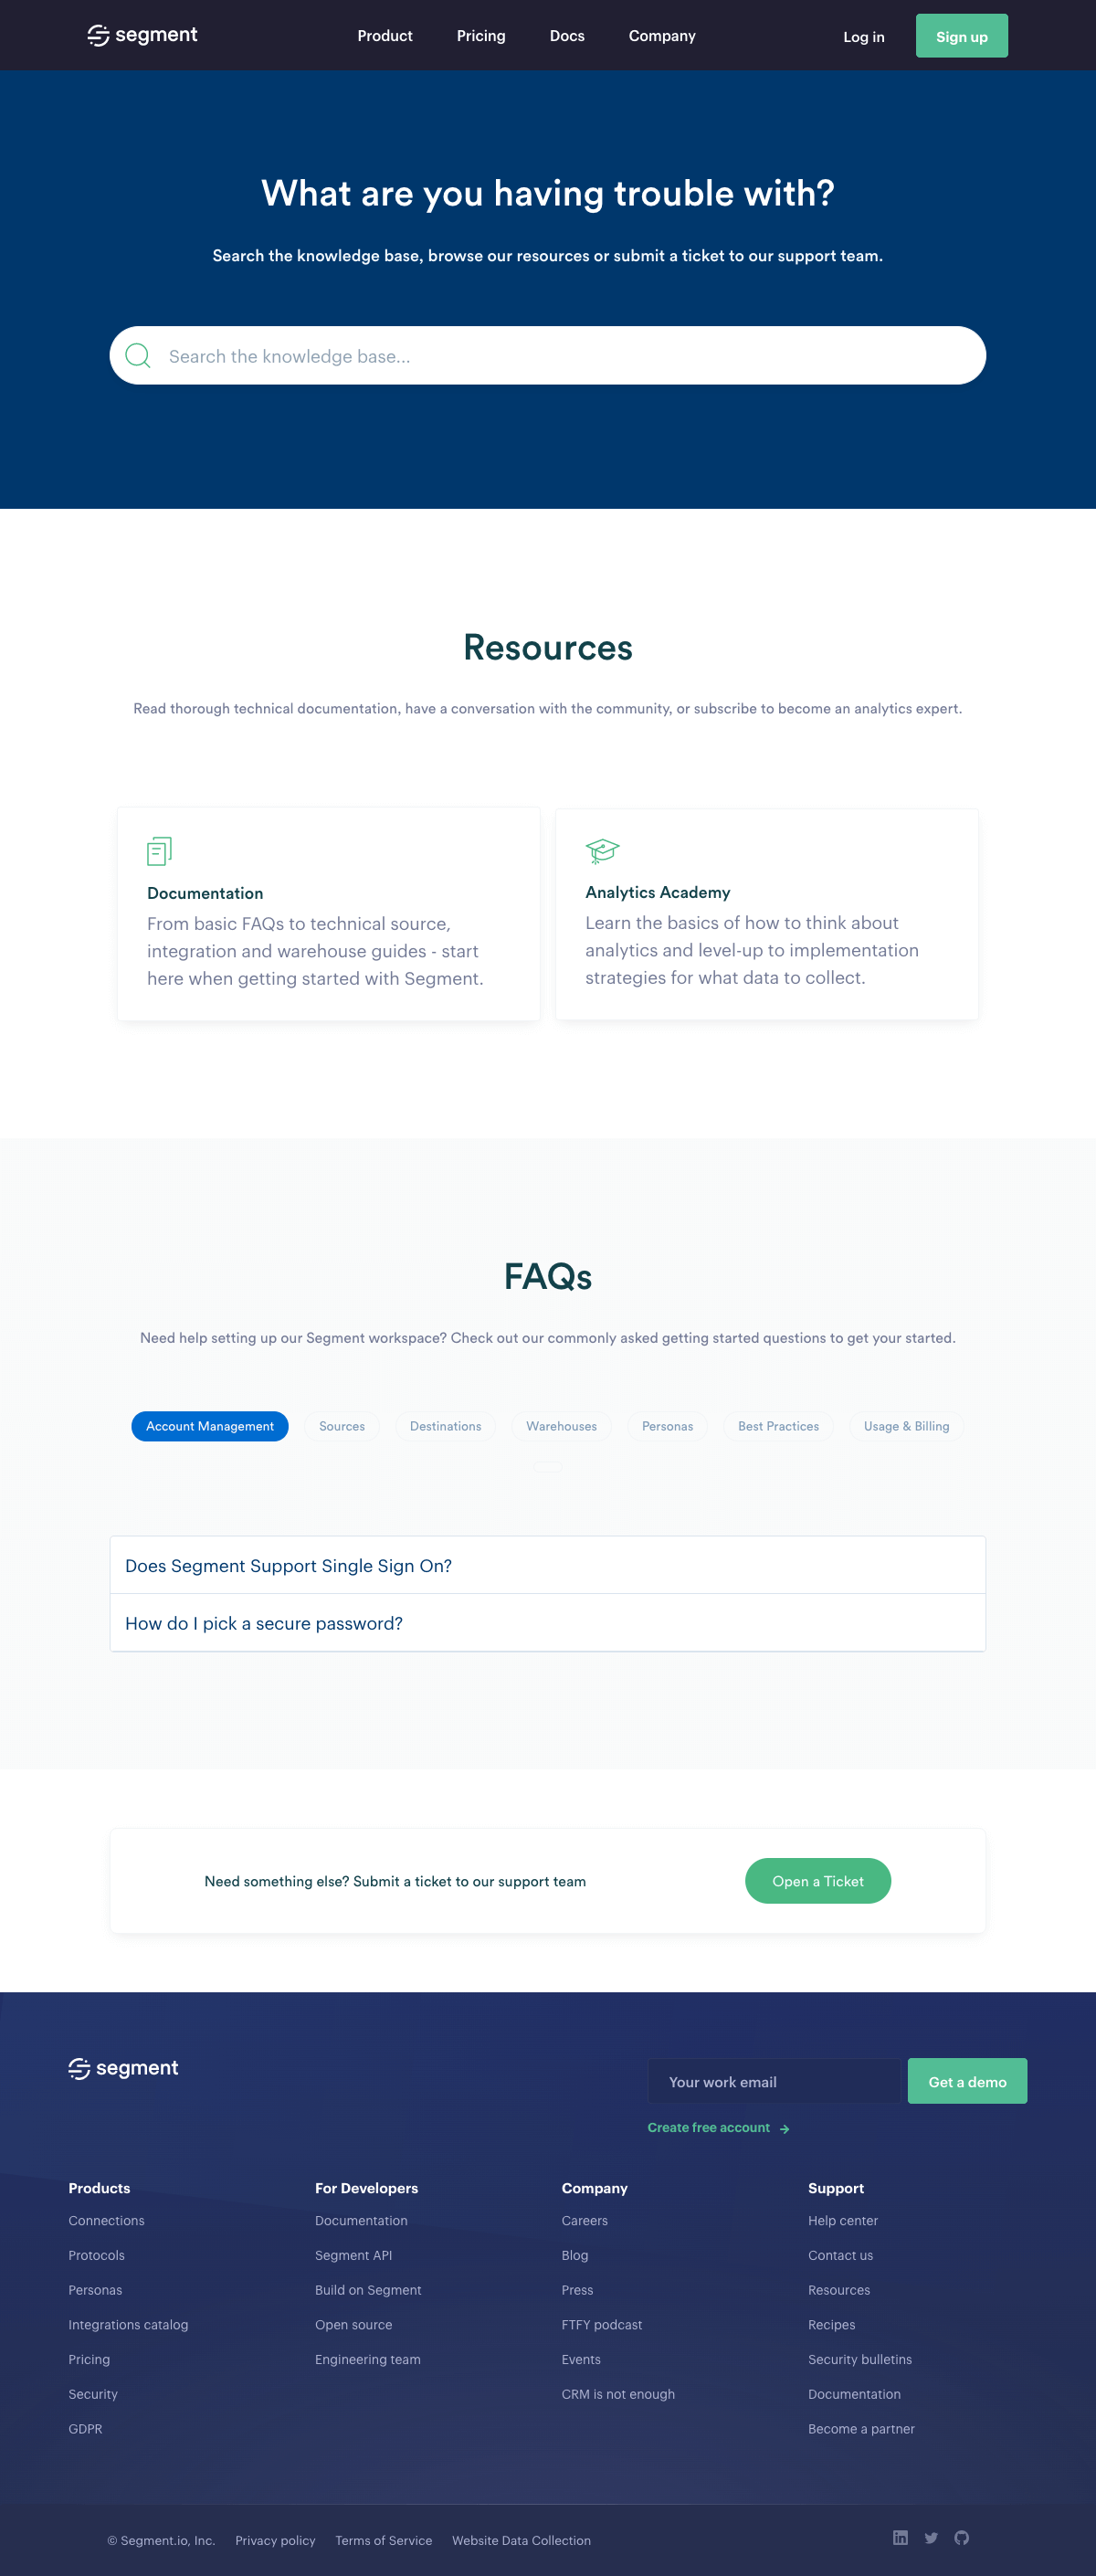 segment
Product Pricing Docs Company Log in Sign up
What are you having trouble with?
Search the knowledge base, browse our resources or submit a ticket to our support team.
Search the knowledge base...
Resources
Read thorough technical documentation, have a conversation with the community, or subscribe to become an analytics expert.
Documentation
From basic FAQs to technical source,
integration and warehouse guides - start
here when getting started with Segment.
Analytics Academy
Learn the basics of how to think about
analytics and level-up to implementation
strategies for what data to collect.
FAQs
Need help setting up our Segment workspace? Check out our commonly asked getting started questions to get your started.
Account Management Sources Destinations Warehouses Personas Best Practices Usage & Billing
Does Segment Support Single Sign On?
How do I pick a secure password?
Need something else? Submit a ticket to our support team
Open a Ticket
segment
Your work email
Get a demo
Create free account →
Products
Connections
Protocols
Personas
Integrations catalog
Pricing
Security
GDPR
For Developers
Documentation
Segment API
Build on Segment
Open source
Engineering team
Company
Careers
Blog
Press
FTFY podcast
Events
CRM is not enough
Support
Help center
Contact us
Resources
Recipes
Security bulletins
Documentation
Become a partner
© Segment.io, Inc. Privacy policy Terms of Service Website Data Collection